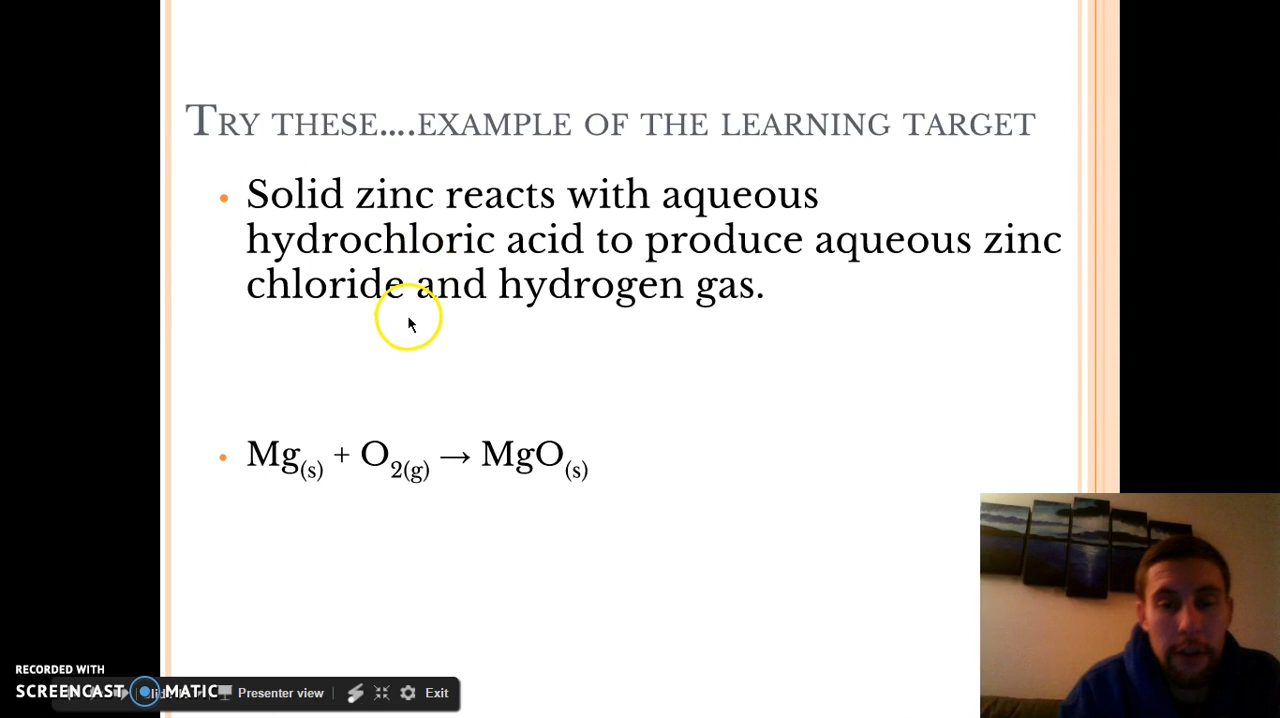 Try these....example of the learning target
• Solid zinc reacts with aqueous
hydrochloric acid to produce aqueous zinc
chloride and hydrogen gas.
• Mg(s) + O2(g) → MgO(s)
RECORDED WITH
SCREENCAST MATIC
Presenter view
Exit